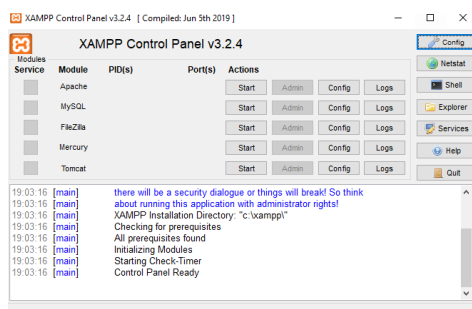 XAMPP Control Panel v3.2.4 [ Compiled: Jun 5th 2019 ]
XAMPP Control Panel v3.2.4
Config
Modules
Service Module PID(s) Port(s) Actions
Netstat
Apache Start Admin Config Logs
Shell
MySQL Start Admin Config Logs
Explorer
FileZilla Start Admin Config Logs
Services
Mercury Start Admin Config Logs
Help
Tomcat Start Admin Config Logs
Quit
19:03:16 [main] there will be a security dialogue or things will break! So think
19:03:16 [main] about running this application with administrator rights!
19:03:16 [main] XAMPP Installation Directory: "c:\xampp\"
19:03:16 [main] Checking for prerequisites
19:03:16 [main] All prerequisites found
19:03:16 [main] Initializing Modules
19:03:16 [main] Starting Check-Timer
19:03:16 [main] Control Panel Ready